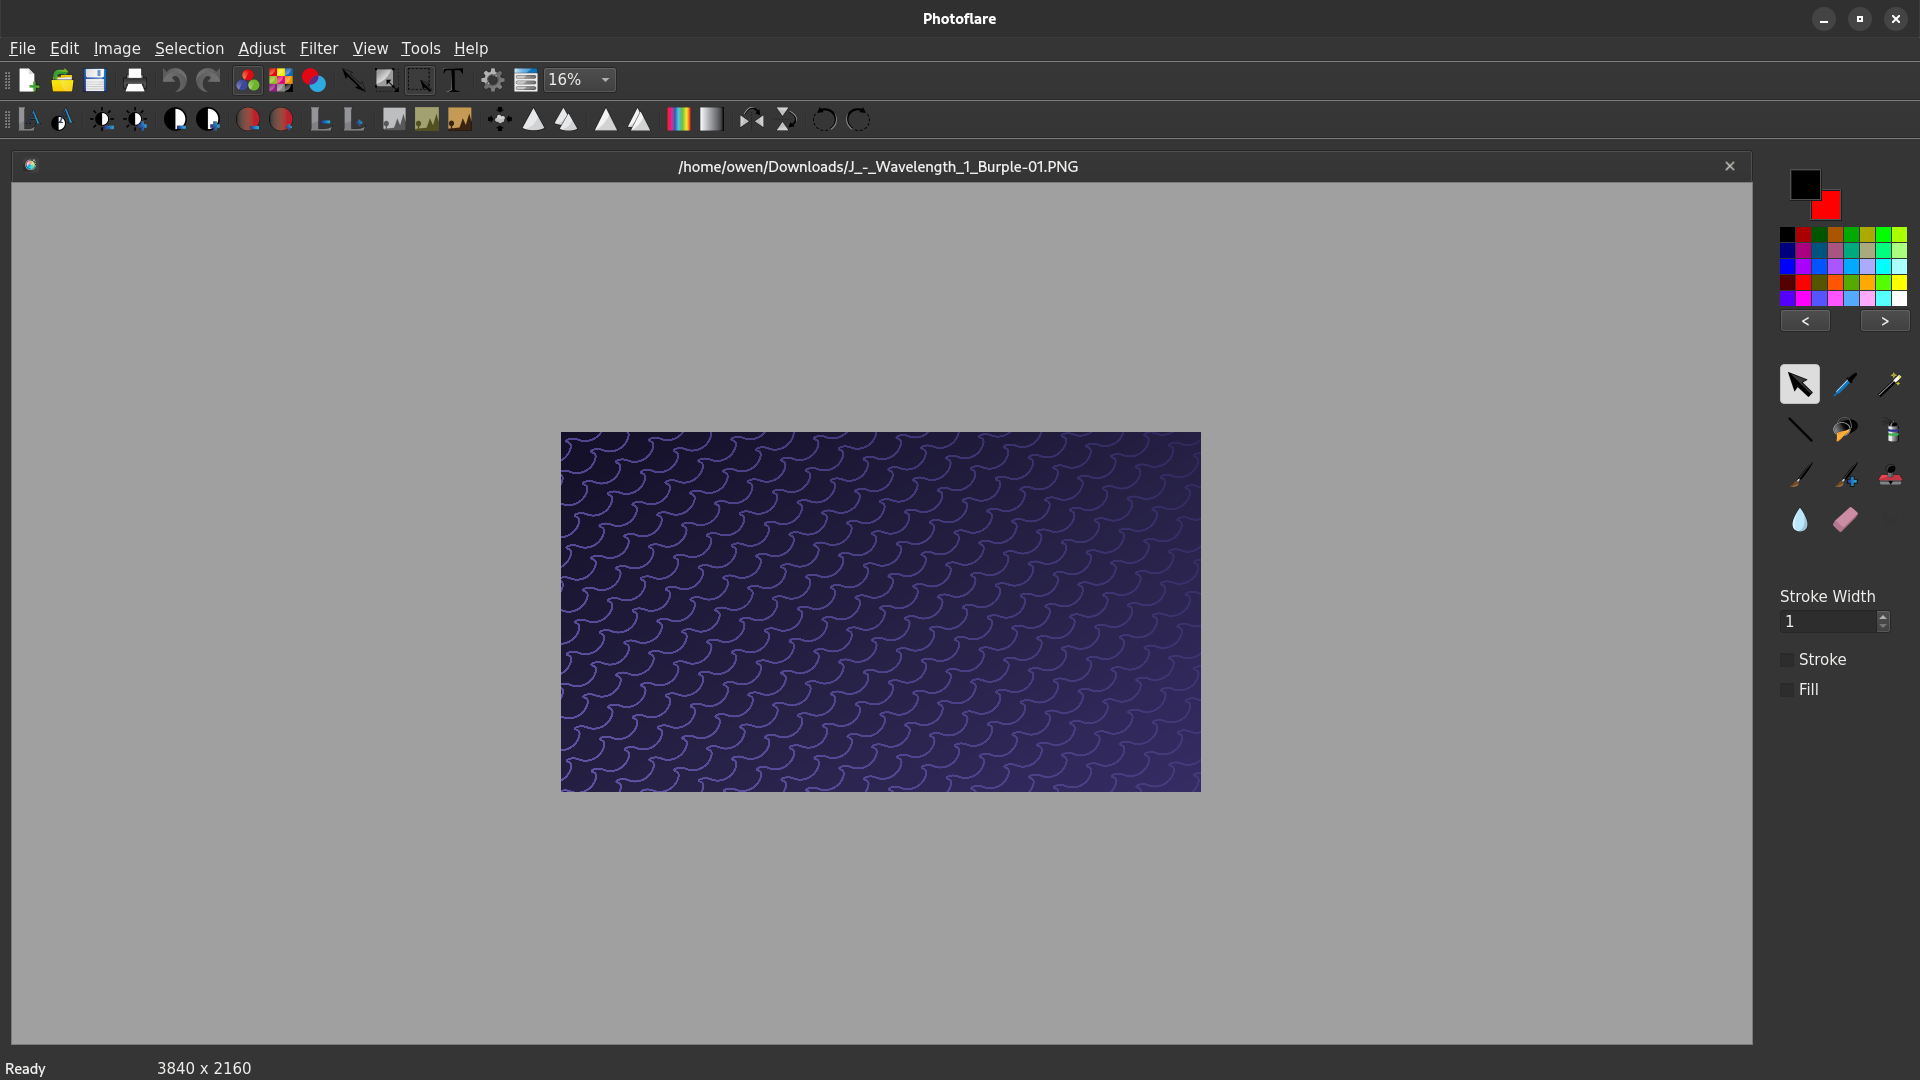 Photoflare
File Edit Image Selection Adjust Filter View Tools Help
T 16%
/home/owen/Downloads/J_-_Wavelength_1_Burple-01.PNG
< >
Stroke Width
1
Stroke
Fill
Ready 3840 x 2160